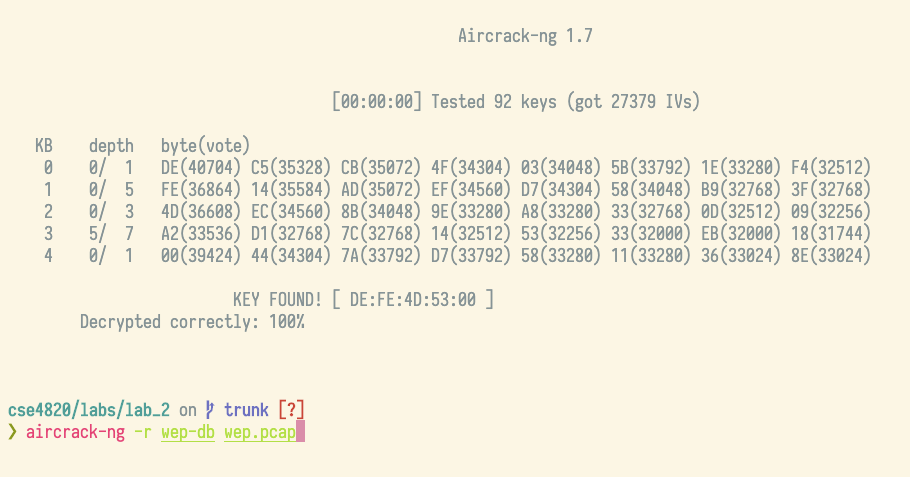 Aircrack-ng 1.7
[00:00:00] Tested 92 keys (got 27379 IVs)
KB depth byte(vote)
0 0/ 1 DE(40704) C5(35328) CB(35072) 4F(34304) 03(34048) 5B(33792) 1E(33280) F4(32512)
1 0/ 5 FE(36864) 14(35584) AD(35072) EF(34560) D7(34304) 58(34048) B9(32768) 3F(32768)
2 0/ 3 4D(36608) EC(34560) 8B(34048) 9E(33280) A8(33280) 33(32768) 0D(32512) 09(32256)
3 5/ 7 A2(33536) D1(32768) 7C(32768) 14(32512) 53(32256) 33(32000) EB(32000) 18(31744)
4 0/ 1 00(39424) 44(34304) 7A(33792) D7(33792) 58(33280) 11(33280) 36(33024) 8E(33024)
KEY FOUND! [ DE:FE:4D:53:00 ]
Decrypted correctly: 100%
cse4820/labs/lab_2 on trunk [?]
❯ aircrack-ng -r wep-db wep.pcap